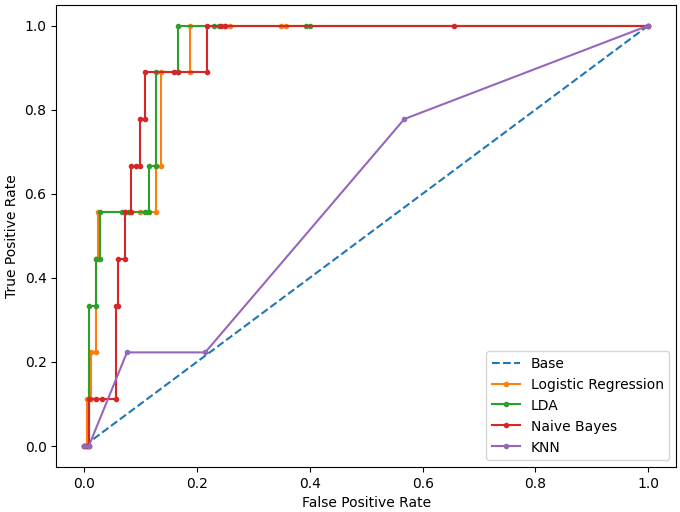 1.0
0.8
0.6
0.4
0.2
0.0
True Positive Rate
Base
Logistic Regression
LDA
Naive Bayes
KNN
0.0 0.2 0.4 0.6 0.8 1.0
False Positive Rate